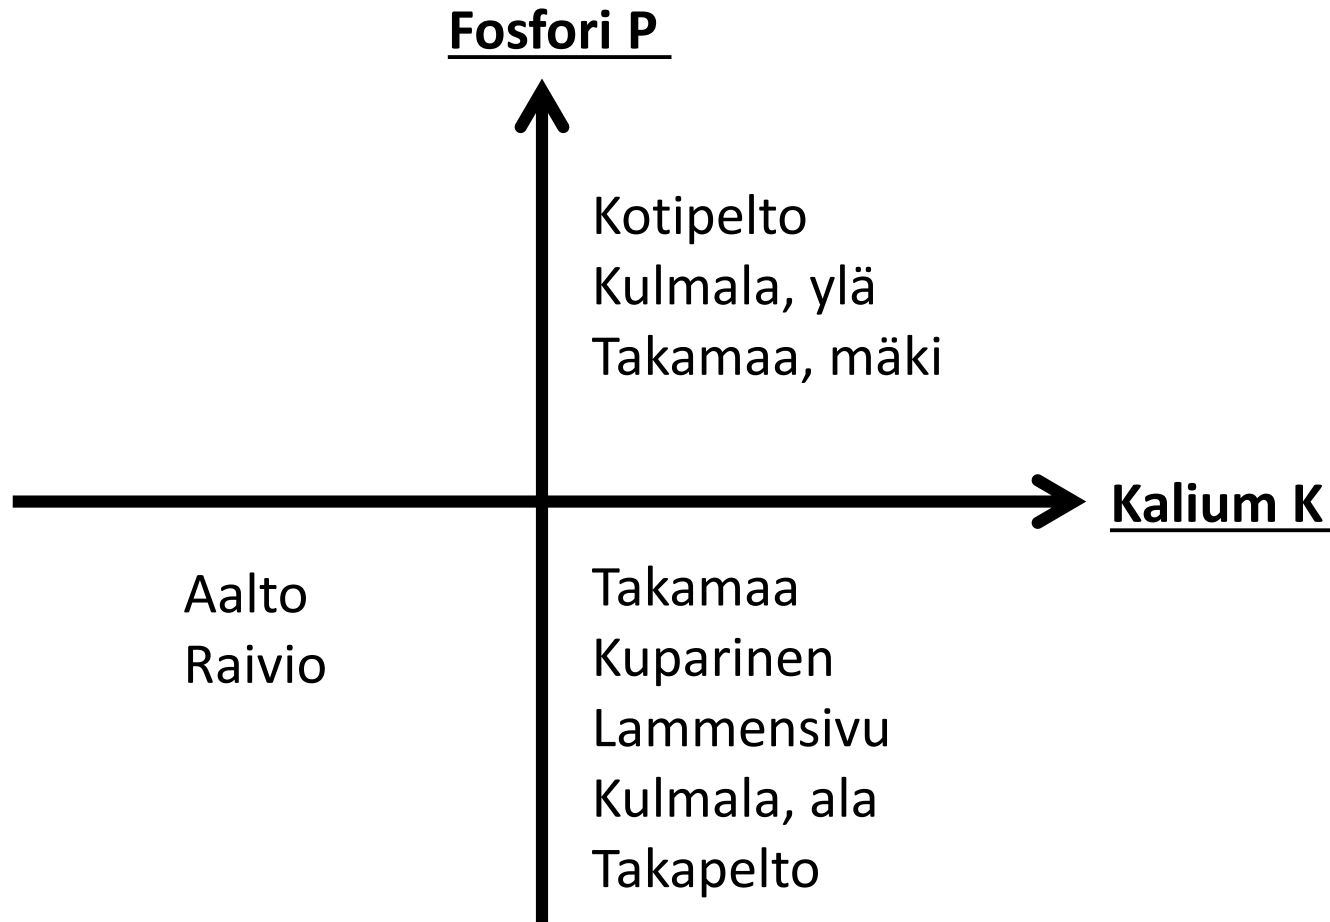 Fosfori P
Kotipelto
Kulmala, ylä
Takamaa, mäki
Kalium K
Aalto
Raivio
Takamaa
Kuparinen
Lammensivu
Kulmala, ala
Takapelto